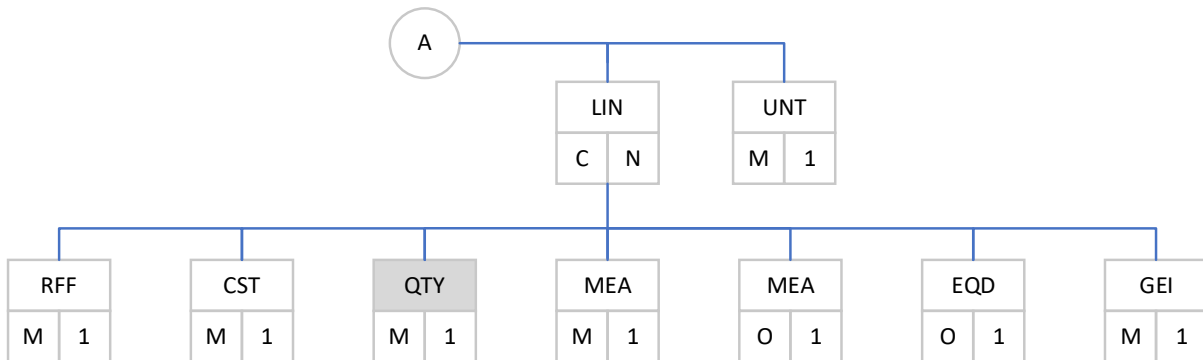 A
LIN UNT
C N M 1
RFF CST QTY MEA MEA EQD GEI
M 1 M 1 M 1 M 1 O 1 O 1 M 1